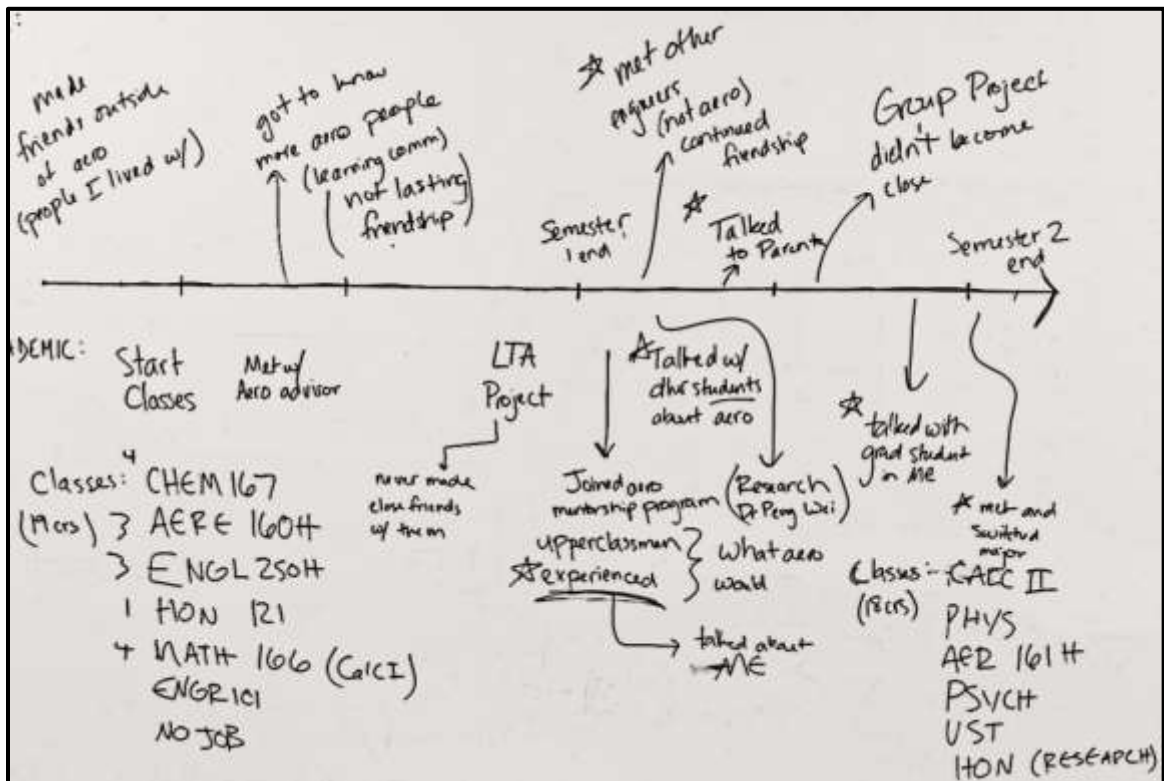 made
friends outside
of aero
(people I lived w/)
got to know
more aero people
(learning comm)
not lasting
friendship
☆ met other
engineers
(not aero)
continued
friendship
Semester
1 end
☆
Talked
to Parents
Group Project
didn't become
close
Semester 2
end
DEMIC:
Start
Classes
Met w/
Aero advisor
LTA
Project
never made
close friends
w/ them
☆ Talked w/
other students
about aero
Joined aero
mentorship program
upperclassmen
☆ experienced
(Research
Dr Peng Wei)
what aero
would
talked about
ME
☆
talked with
grad student
in ME
☆ met and
switched
major
Classes: 4 CHEM 167
(19 crs) 3 AERE 160H
3 ENGL 250H
1 HON 121
4 MATH 166 (Calc I)
ENGR 101
NO JOB
Classes: CALC II
(18 crs)
PHYS
AER 161H
PSYCH
UST
HON (RESEARCH)